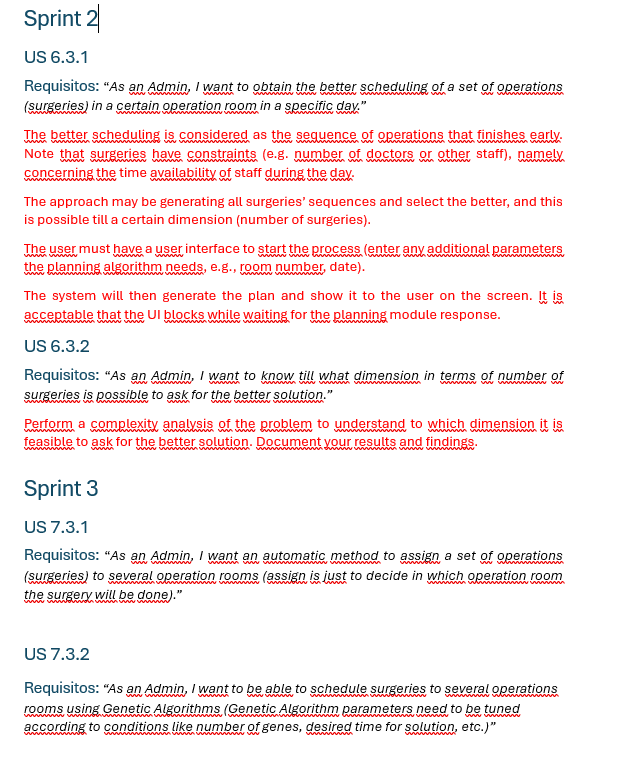 Sprint 2
US 6.3.1
Requisitos: “As an Admin, I want to obtain the better scheduling of a set of operations
(surgeries) in a certain operation room in a specific day.”
The better scheduling is considered as the sequence of operations that finishes early.
Note that surgeries have constraints (e.g. number of doctors or other staff), namely
concerning the time availability of staff during the day.
The approach may be generating all surgeries’ sequences and select the better, and this
is possible till a certain dimension (number of surgeries).
The user must have a user interface to start the process (enter any additional parameters
the planning algorithm needs, e.g., room number, date).
The system will then generate the plan and show it to the user on the screen. It is
acceptable that the UI blocks while waiting for the planning module response.
US 6.3.2
Requisitos: “As an Admin, I want to know till what dimension in terms of number of
surgeries is possible to ask for the better solution.”
Perform a complexity analysis of the problem to understand to which dimension it is
feasible to ask for the better solution. Document your results and findings.
Sprint 3
US 7.3.1
Requisitos: “As an Admin, I want an automatic method to assign a set of operations
(surgeries) to several operation rooms (assign is just to decide in which operation room
the surgery will be done).”
US 7.3.2
Requisitos: “As an Admin, I want to be able to schedule surgeries to several operations
rooms using Genetic Algorithms (Genetic Algorithm parameters need to be tuned
according to conditions like number of genes, desired time for solution, etc.)”